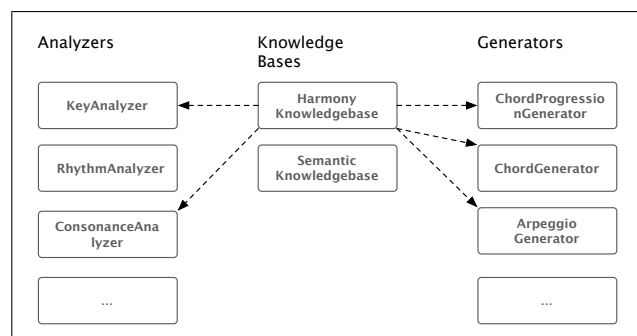 Analyzers
KeyAnalyzer
RhythmAnalyzer
ConsonanceAna
lyzer
...
Knowledge
Bases
Harmony
Knowledgebase
Semantic
Knowledgebase
Generators
ChordProgressio
nGenerator
ChordGenerator
Arpeggio
Generator
...